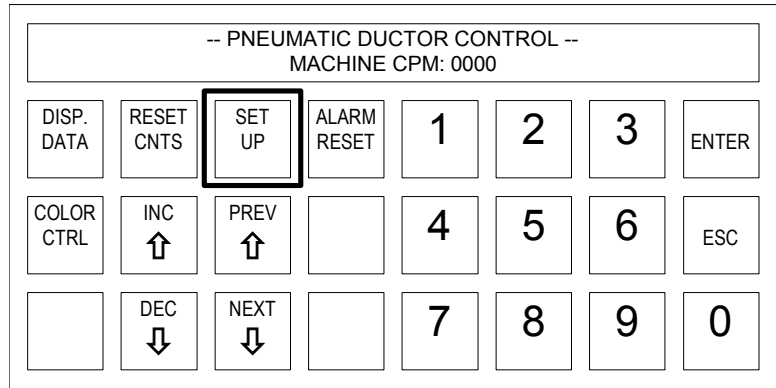 -- PNEUMATIC DUCTOR CONTROL --
MACHINE CPM: 0000
DISP.
DATA
RESET
CNTS
SET
UP
ALARM
RESET
1
2
3
ENTER
COLOR
CTRL
INC
PREV
4
5
6
ESC
DEC
NEXT
7
8
9
0